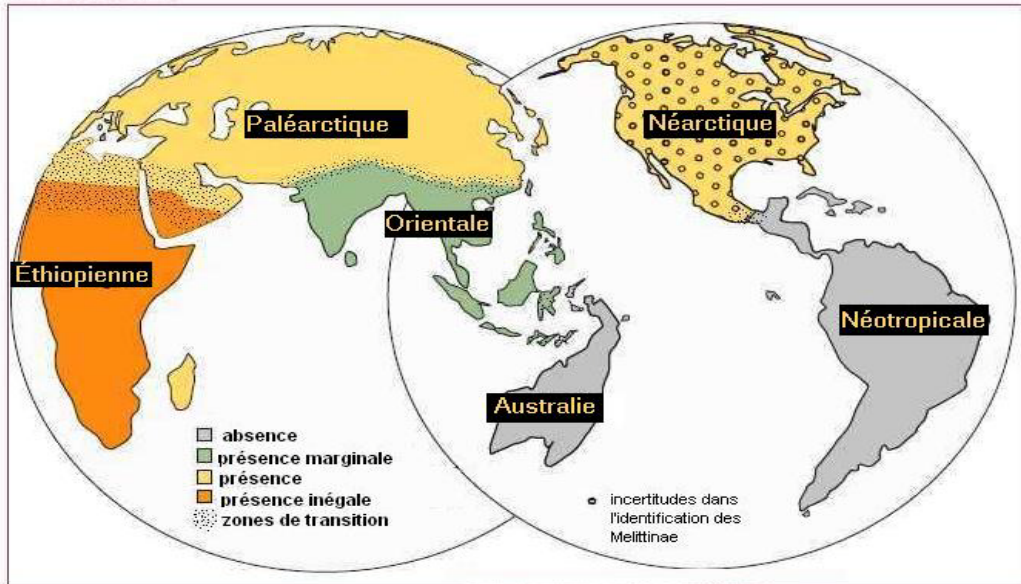 Paléarctique
Néarctique
Orientale
Éthiopienne
Néotropicale
Australie
absence
présence marginale
présence
présence inégale
zones de transition
incertitudes dans
l'identification des
Melittinae